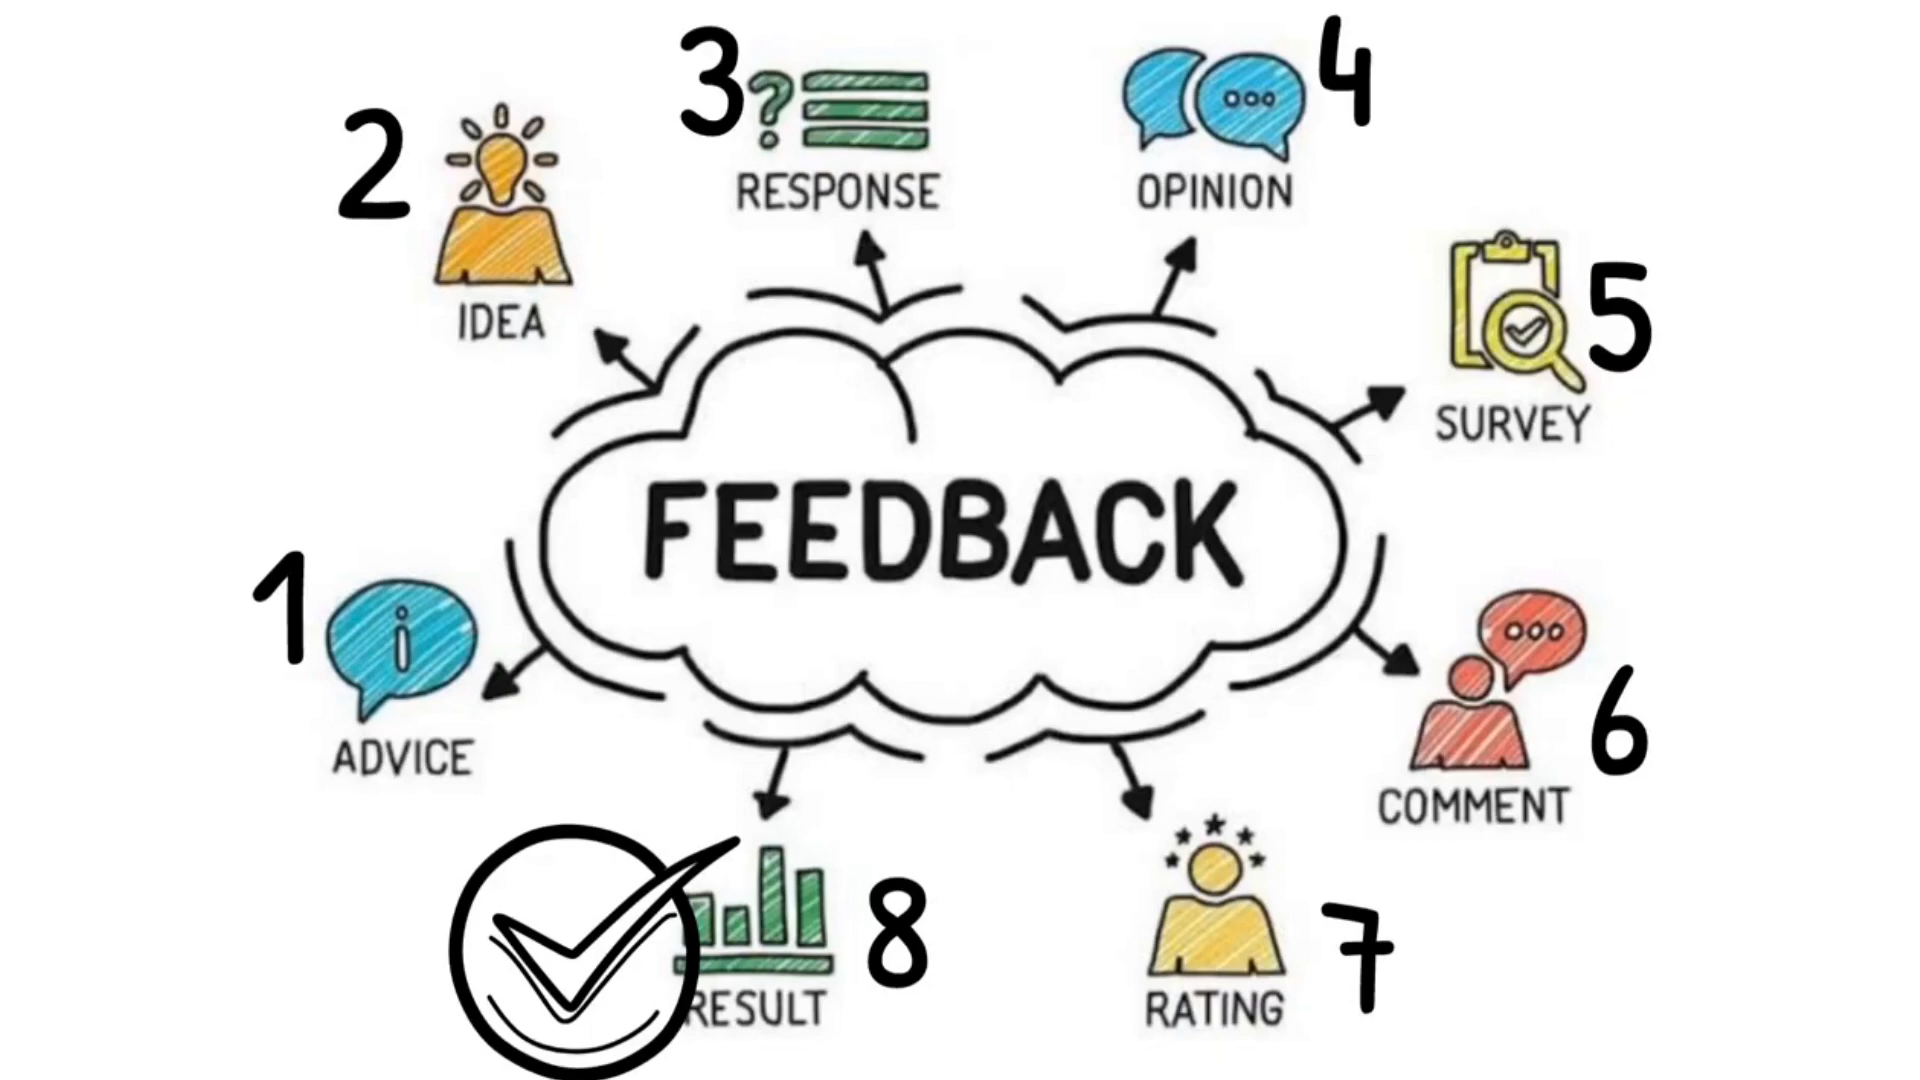 3
4
2
?
RESPONSE
OPINION
5
IDEA
SURVEY
FEEDBACK
1
i
6
ADVICE
COMMENT
8
7
RESULT
RATING